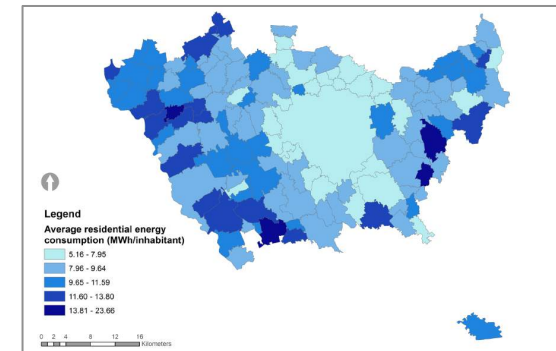 Legend
Average residential energy
consumption (MWh/inhabitant)
5.16 - 7.95
7.96 - 9.64
9.65 - 11.59
11.60 - 13.80
13.81 - 23.66
0 2 4 8 12 16
Kilometers